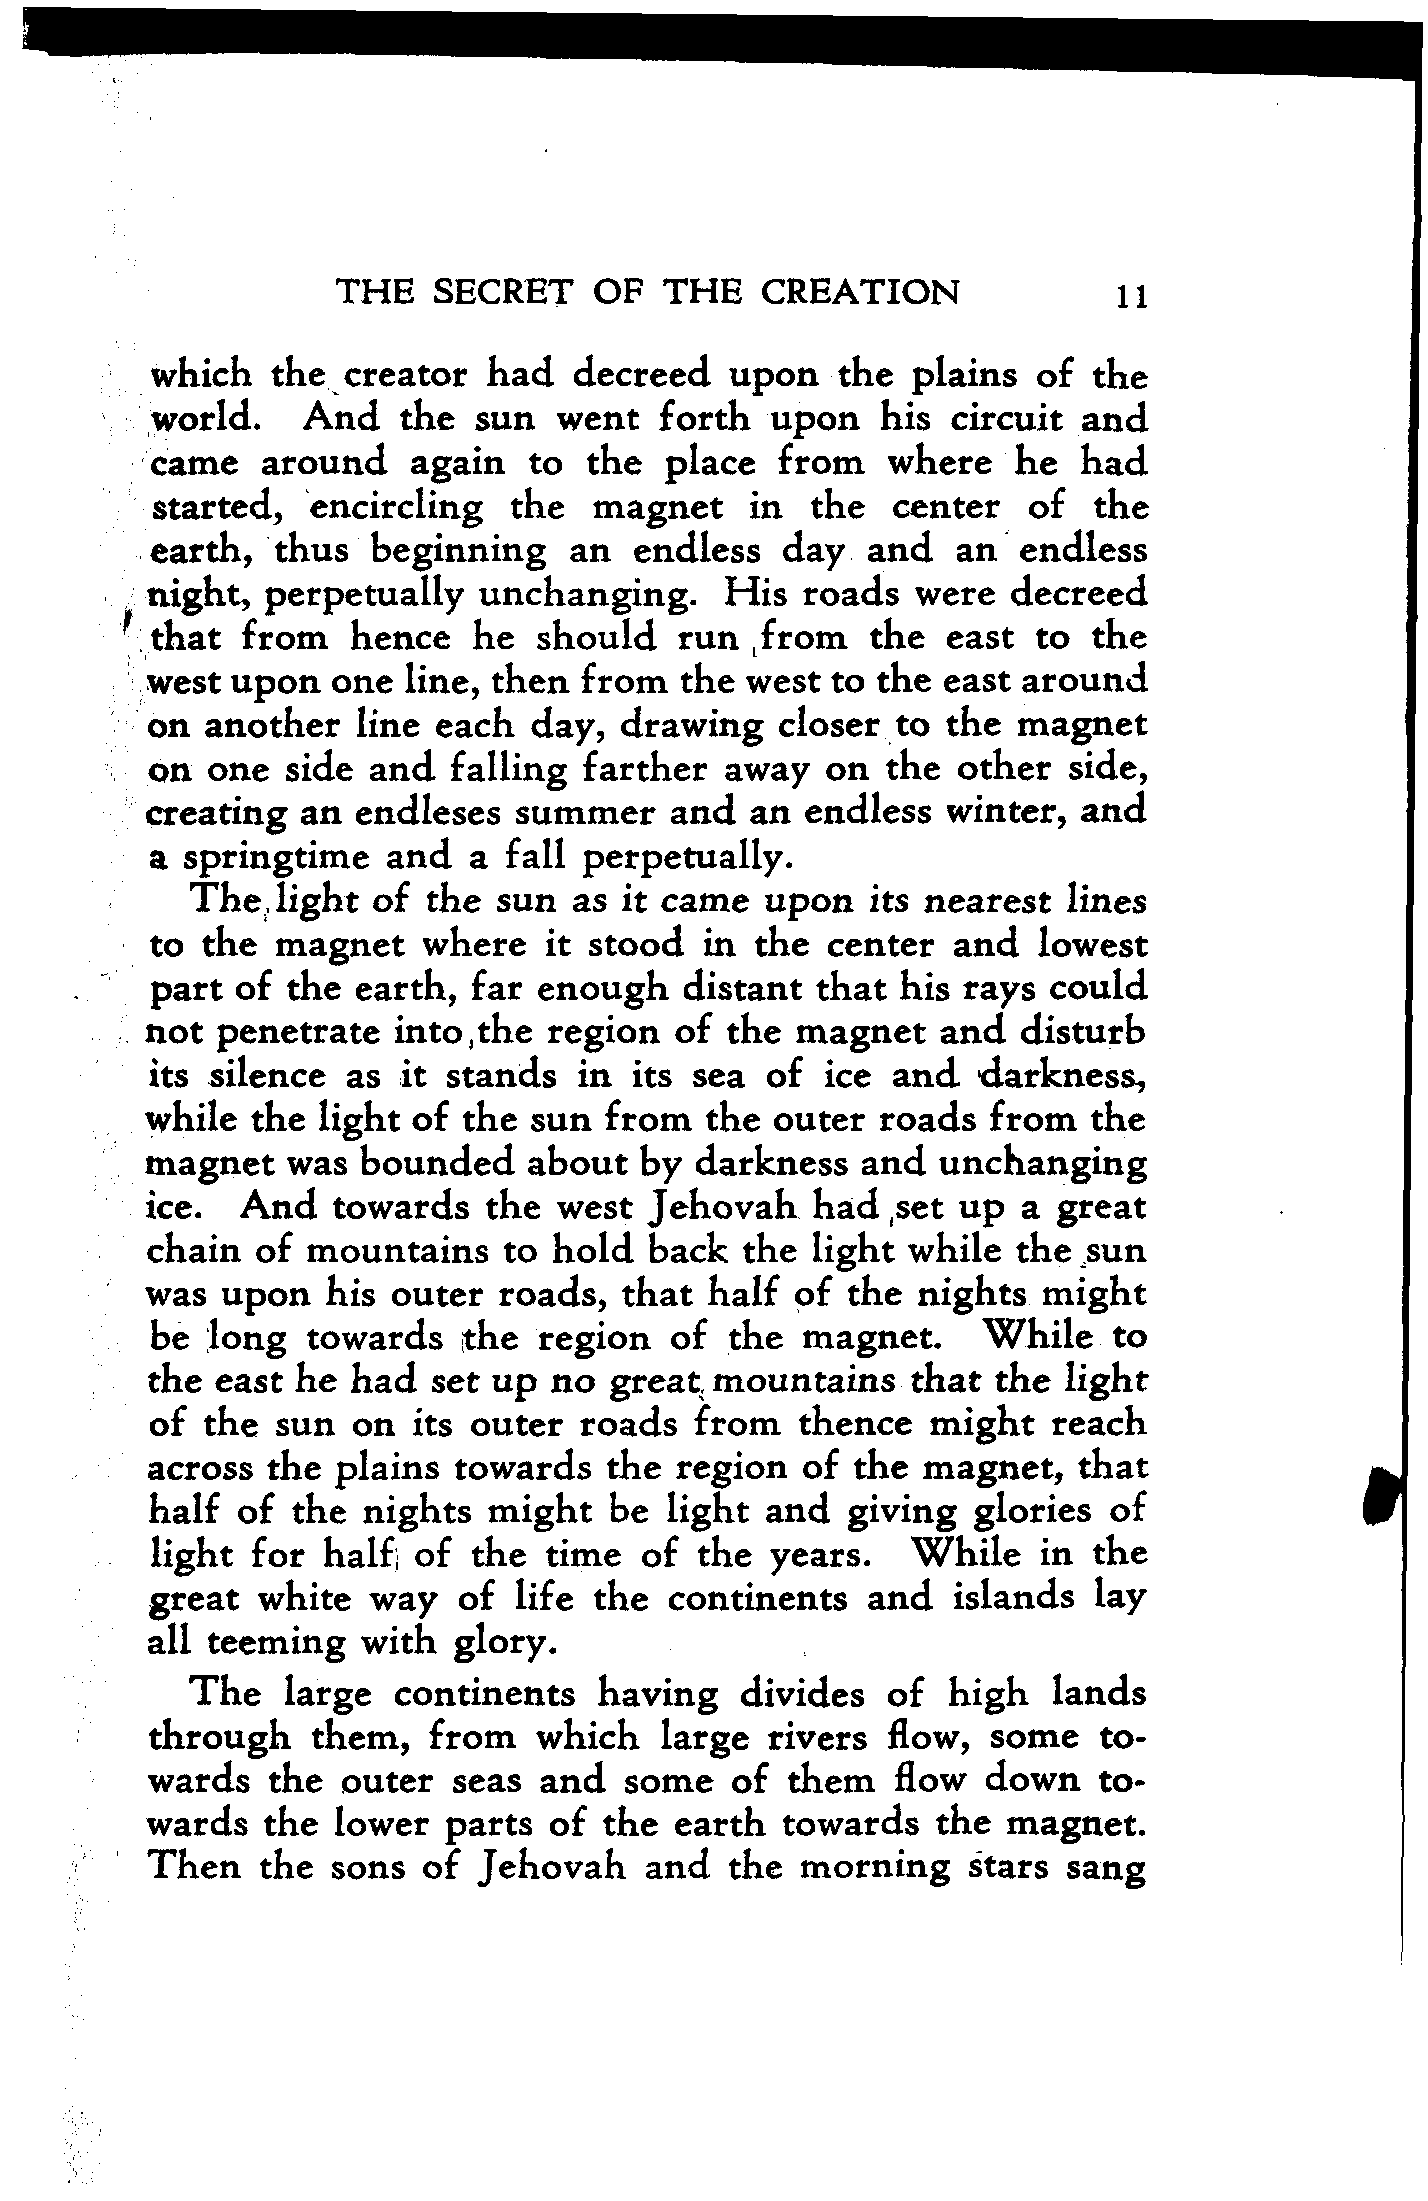 THE SECRET OF THE CREATION 11
which the creator had decreed upon the plains of the
world. And the sun went forth upon his circuit and
came around again to the place from where he had
started, encircling the magnet in the center of the
earth, thus beginning an endless day and an endless
night, perpetually unchanging. His roads were decreed
that from hence he should run from the east to the
west upon one line, then from the west to the east around
on another line each day, drawing closer to the magnet
on one side and falling farther away on the other side,
creating an endleses summer and an endless winter, and
a springtime and a fall perpetually.
The light of the sun as it came upon its nearest lines
to the magnet where it stood in the center and lowest
part of the earth, far enough distant that his rays could
not penetrate into the region of the magnet and disturb
its silence as it stands in its sea of ice and darkness,
while the light of the sun from the outer roads from the
magnet was bounded about by darkness and unchanging
ice. And towards the west Jehovah had set up a great
chain of mountains to hold back the light while the sun
was upon his outer roads, that half of the nights might
be long towards the region of the magnet. While to
the east he had set up no great mountains that the light
of the sun on its outer roads from thence might reach
across the plains towards the region of the magnet, that
half of the nights might be light and giving glories of
light for half of the time of the years. While in the
great white way of life the continents and islands lay
all teeming with glory.
The large continents having divides of high lands
through them, from which large rivers flow, some to-
wards the outer seas and some of them flow down to-
wards the lower parts of the earth towards the magnet.
Then the sons of Jehovah and the morning stars sang